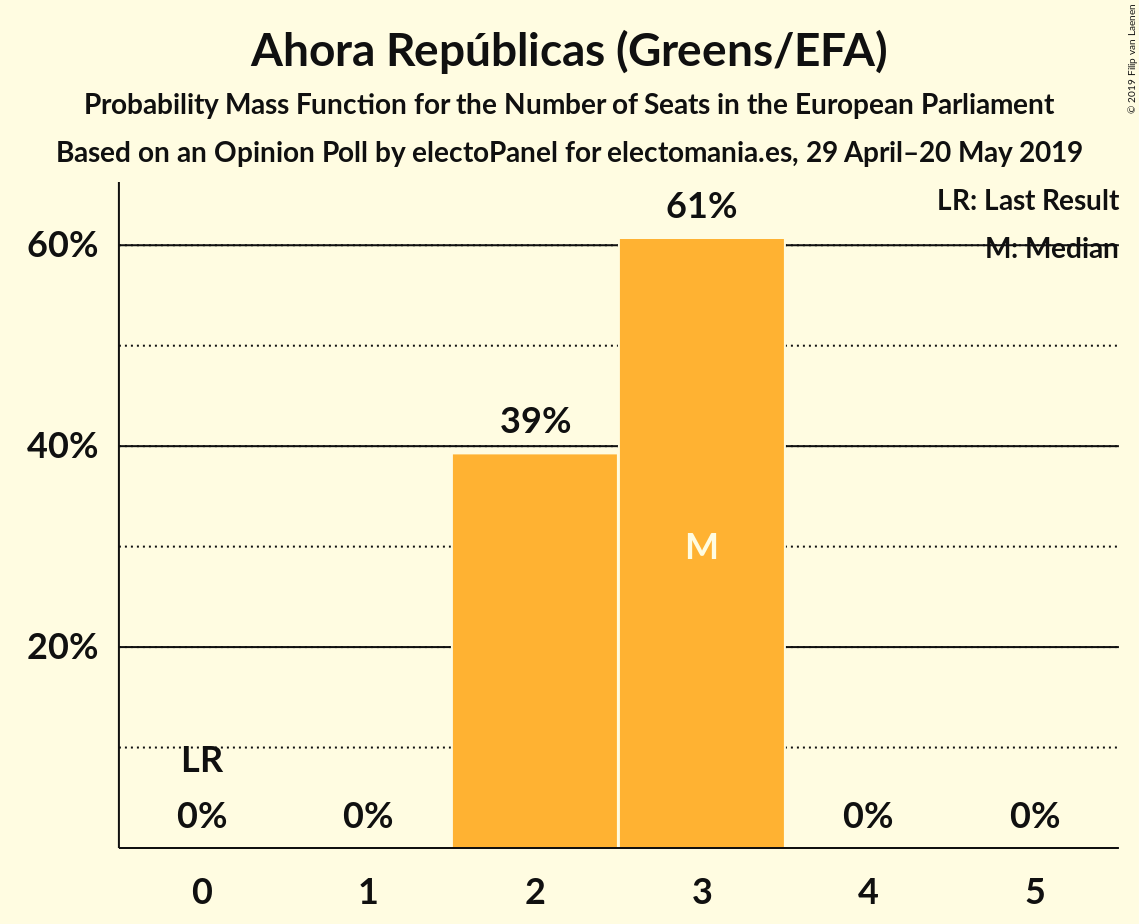 Ahora Repúblicas (Greens/EFA)
Probability Mass Function for the Number of Seats in the European Parliament
Based on an Opinion Poll by electoPanel for electomania.es, 29 April–20 May 2019
© 2019 Filip van Laenen
LR: Last Result
M: Median
61%
60%
39%
40%
M
20%
LR
0% 0% 0% 0%
0 1 2 3 4 5